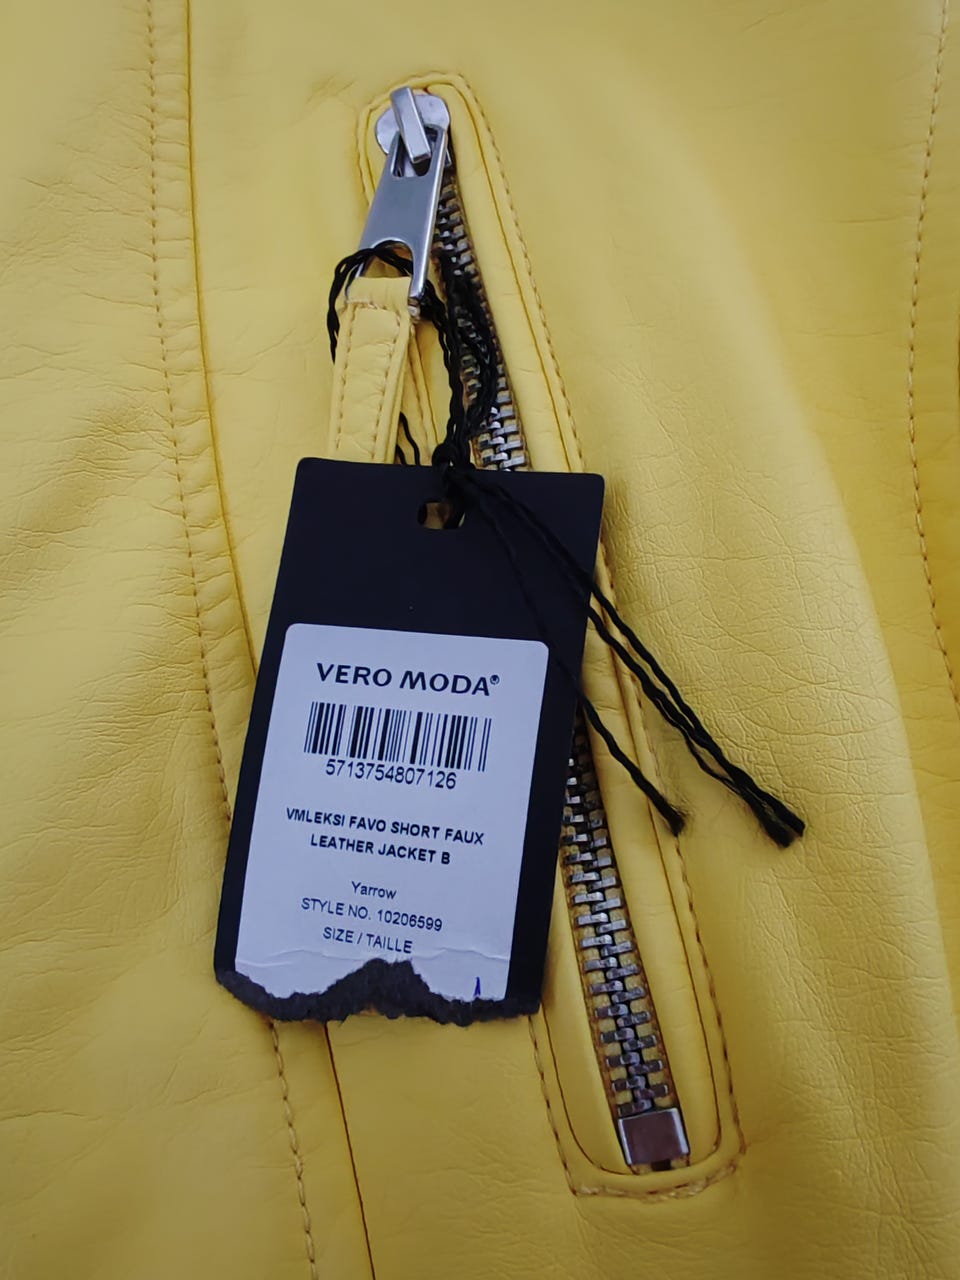 VERO MODA®
5713754807126
VMLEKSI FAVO SHORT FAUX
LEATHER JACKET B
Yarrow
STYLE NO. 10206599
SIZE / TAILLE